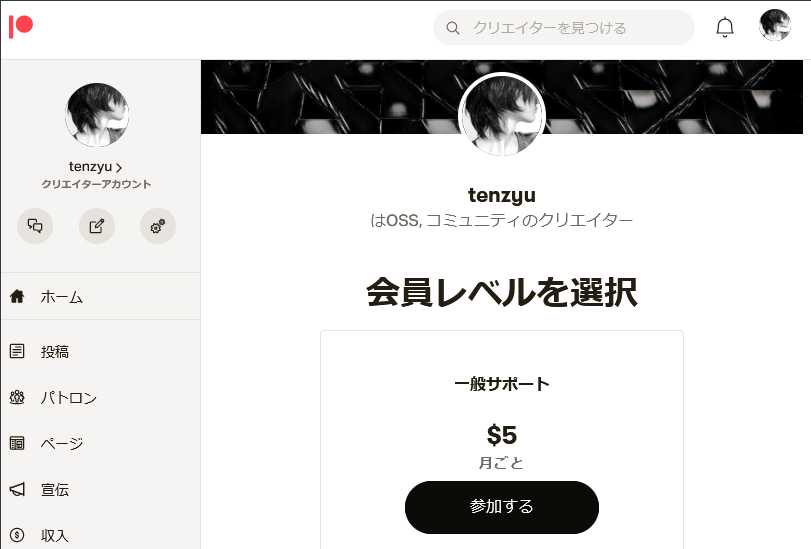 クリエイターを見つける
tenzyu
クリエイターアカウント
ホーム
投稿
パトロン
ページ
宣伝
収入
tenzyu
はOSS, コミュニティのクリエイター
会員レベルを選択
一般サポート
$5
月ごと
参加する